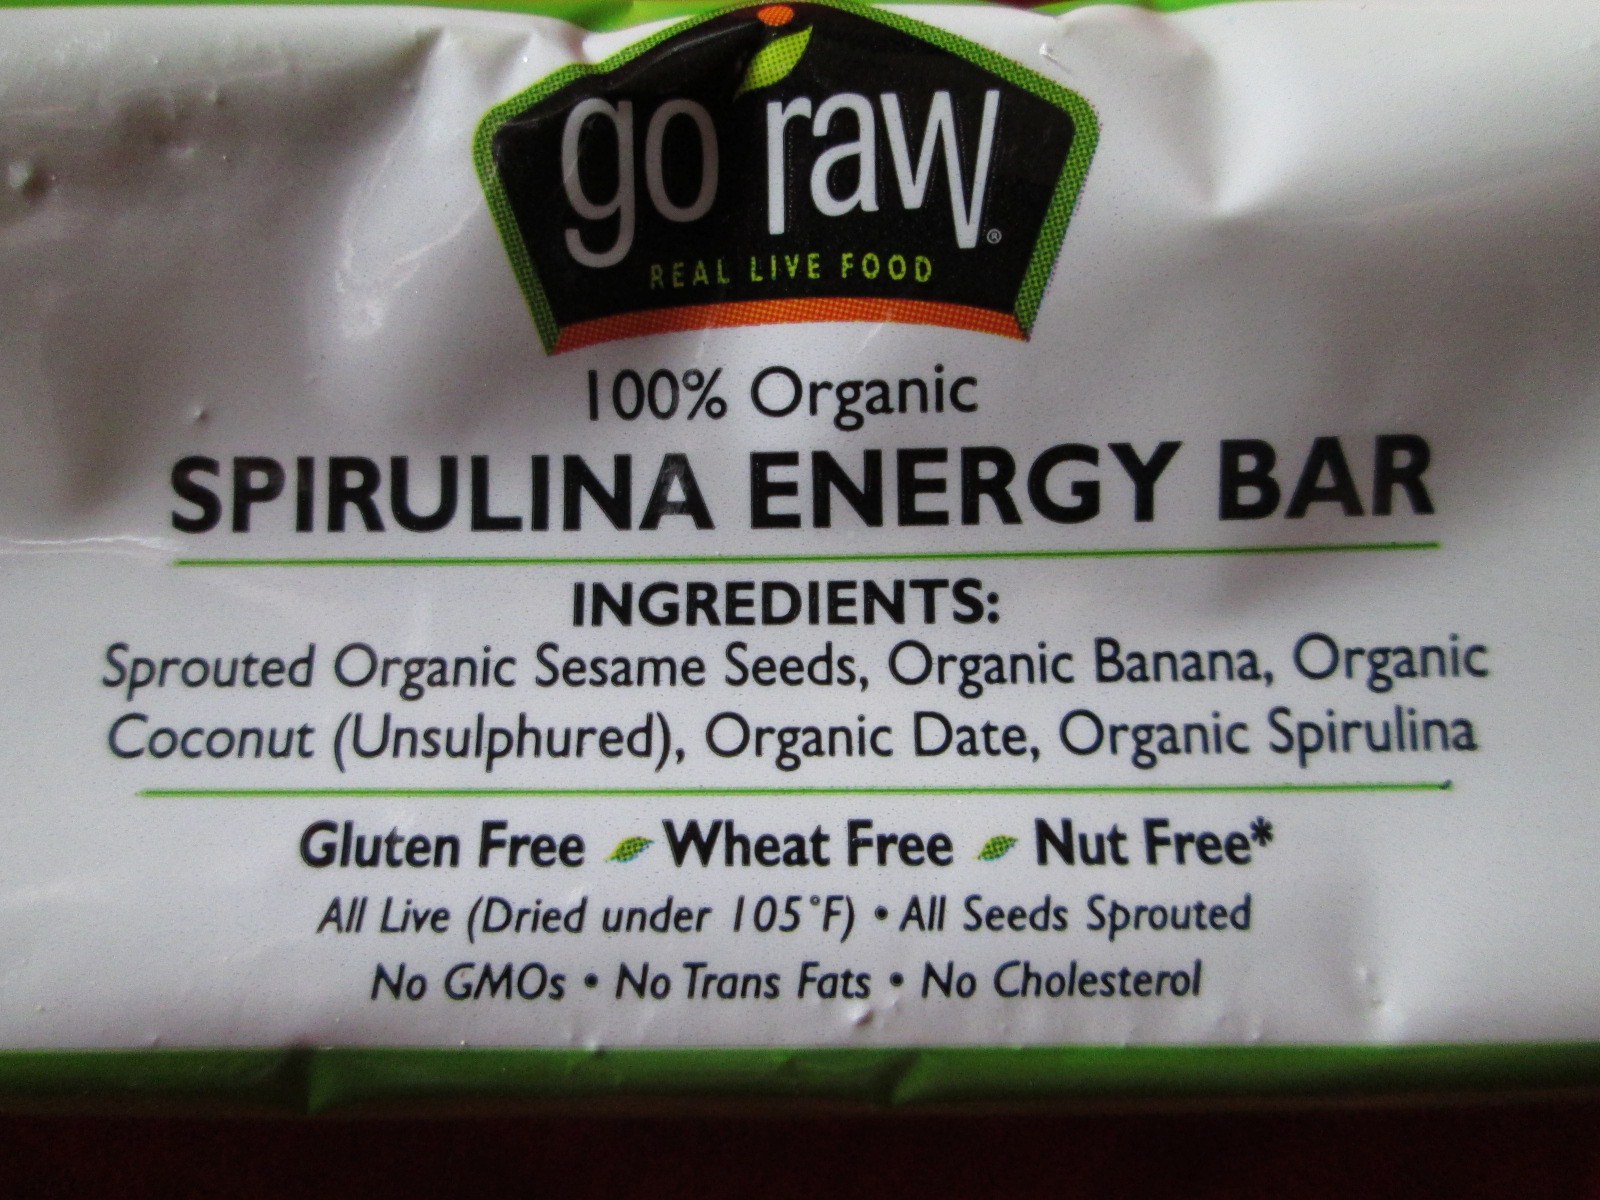 go raw®
REAL LIVE FOOD
100% Organic
SPIRULINA ENERGY BAR
INGREDIENTS:
Sprouted Organic Sesame Seeds, Organic Banana, Organic
Coconut (Unsulphured), Organic Date, Organic Spirulina
Gluten Free Wheat Free Nut Free*
All Live (Dried under 105°F) • All Seeds Sprouted
No GMOs • No Trans Fats • No Cholesterol